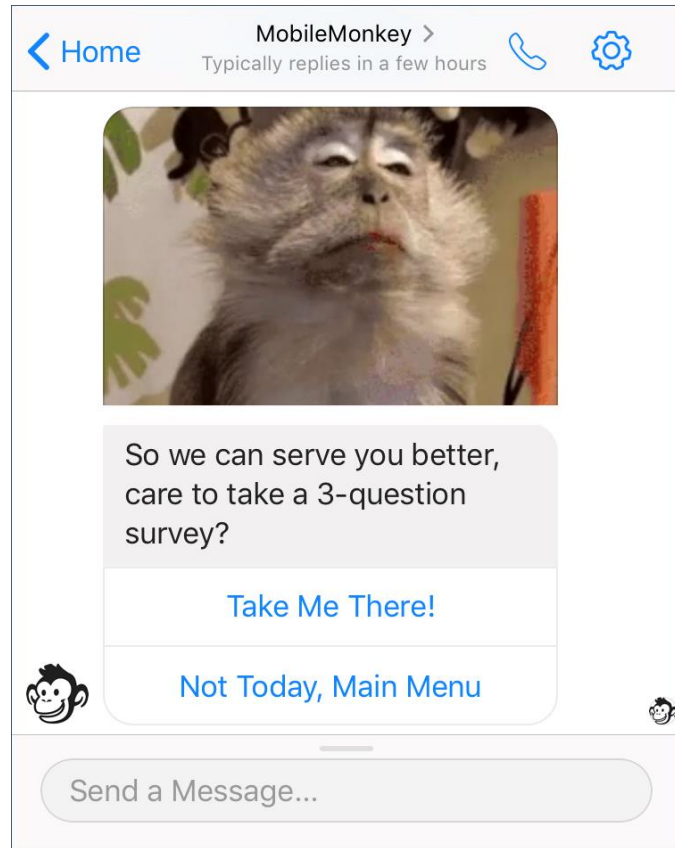 Home
MobileMonkey
Typically replies in a few hours
So we can serve you better,
care to take a 3-question
survey?
Take Me There!
Not Today, Main Menu
Send a Message...